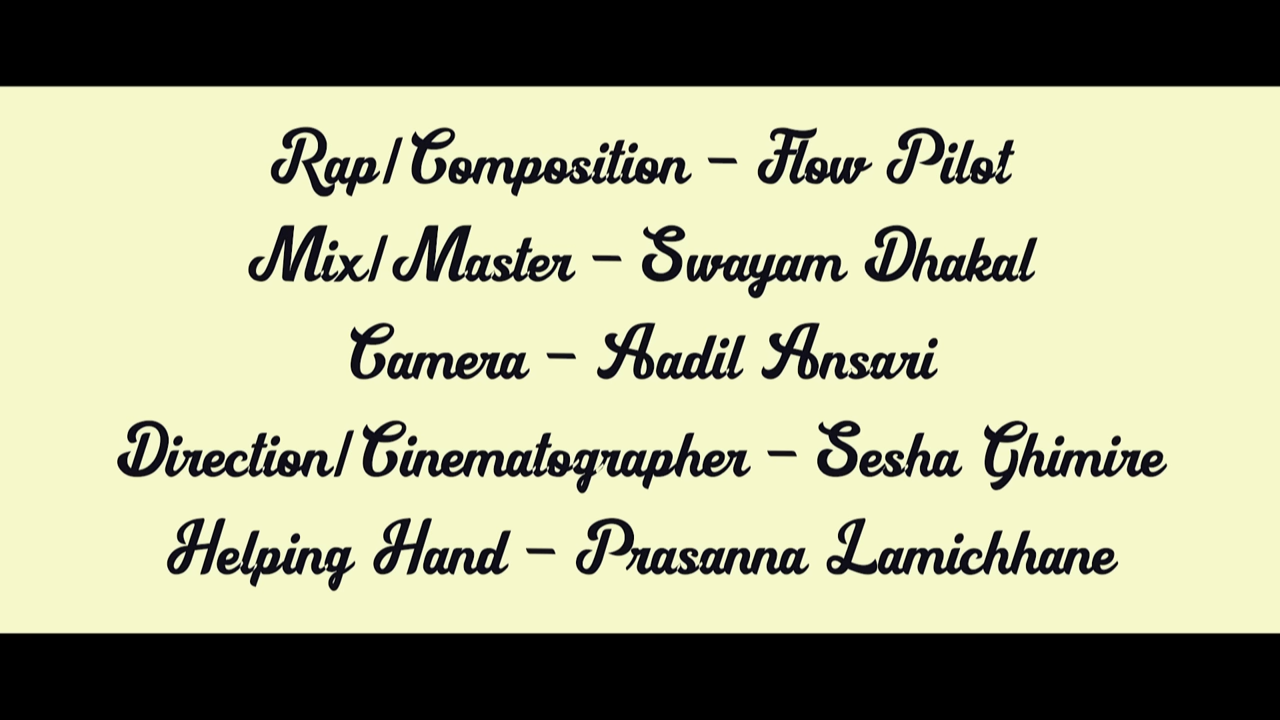 Rap/Composition - Flow Pilot
Mix/Master - Swayam Dhakal
Camera - Aadil Ansari
Direction/Cinematographer - Sesha Ghimire
Helping Hand - Prasanna Lamichhane